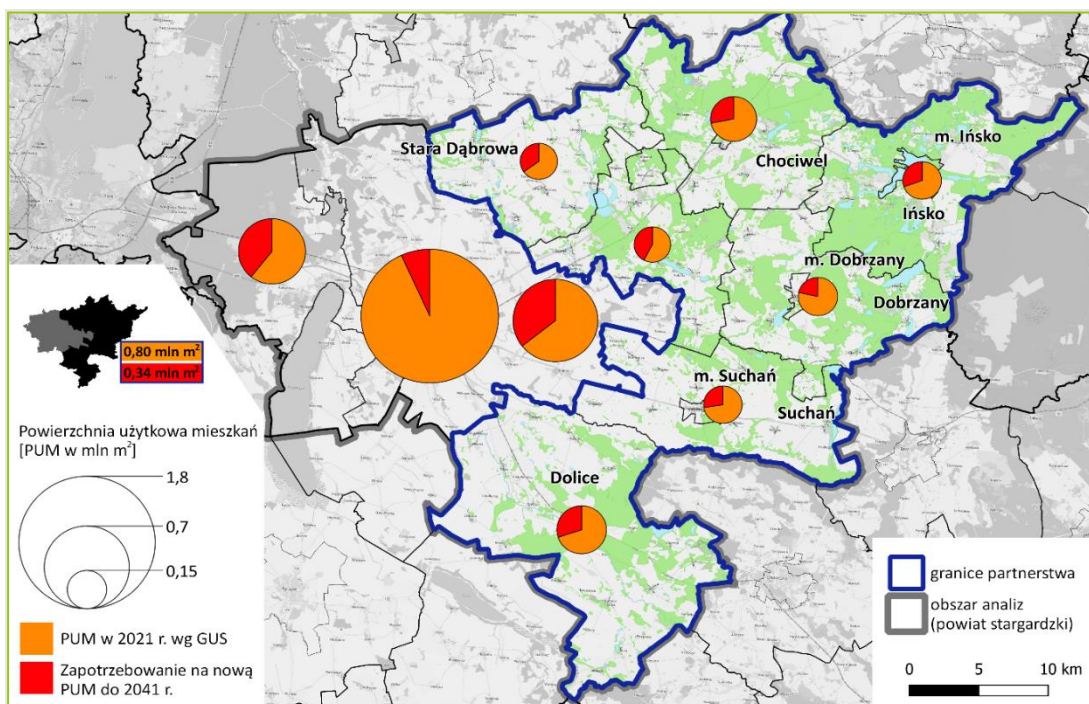 Stara Dąbrowa
Chociwel
m. Ińsko
Ińsko
m. Dobrzany
Dobrzany
m. Suchań
Suchań
Dolice
0,80 mln m²
0,34 mln m²
Powierzchnia użytkowa mieszkań
[PUM w mln m²]
1,8
0,7
0,15
PUM w 2021 r. wg GUS
Zapotrzebowanie na nową
PUM do 2041 r.
granice partnerstwa
obszar analiz
(powiat stargardzki)
0 5 10 km